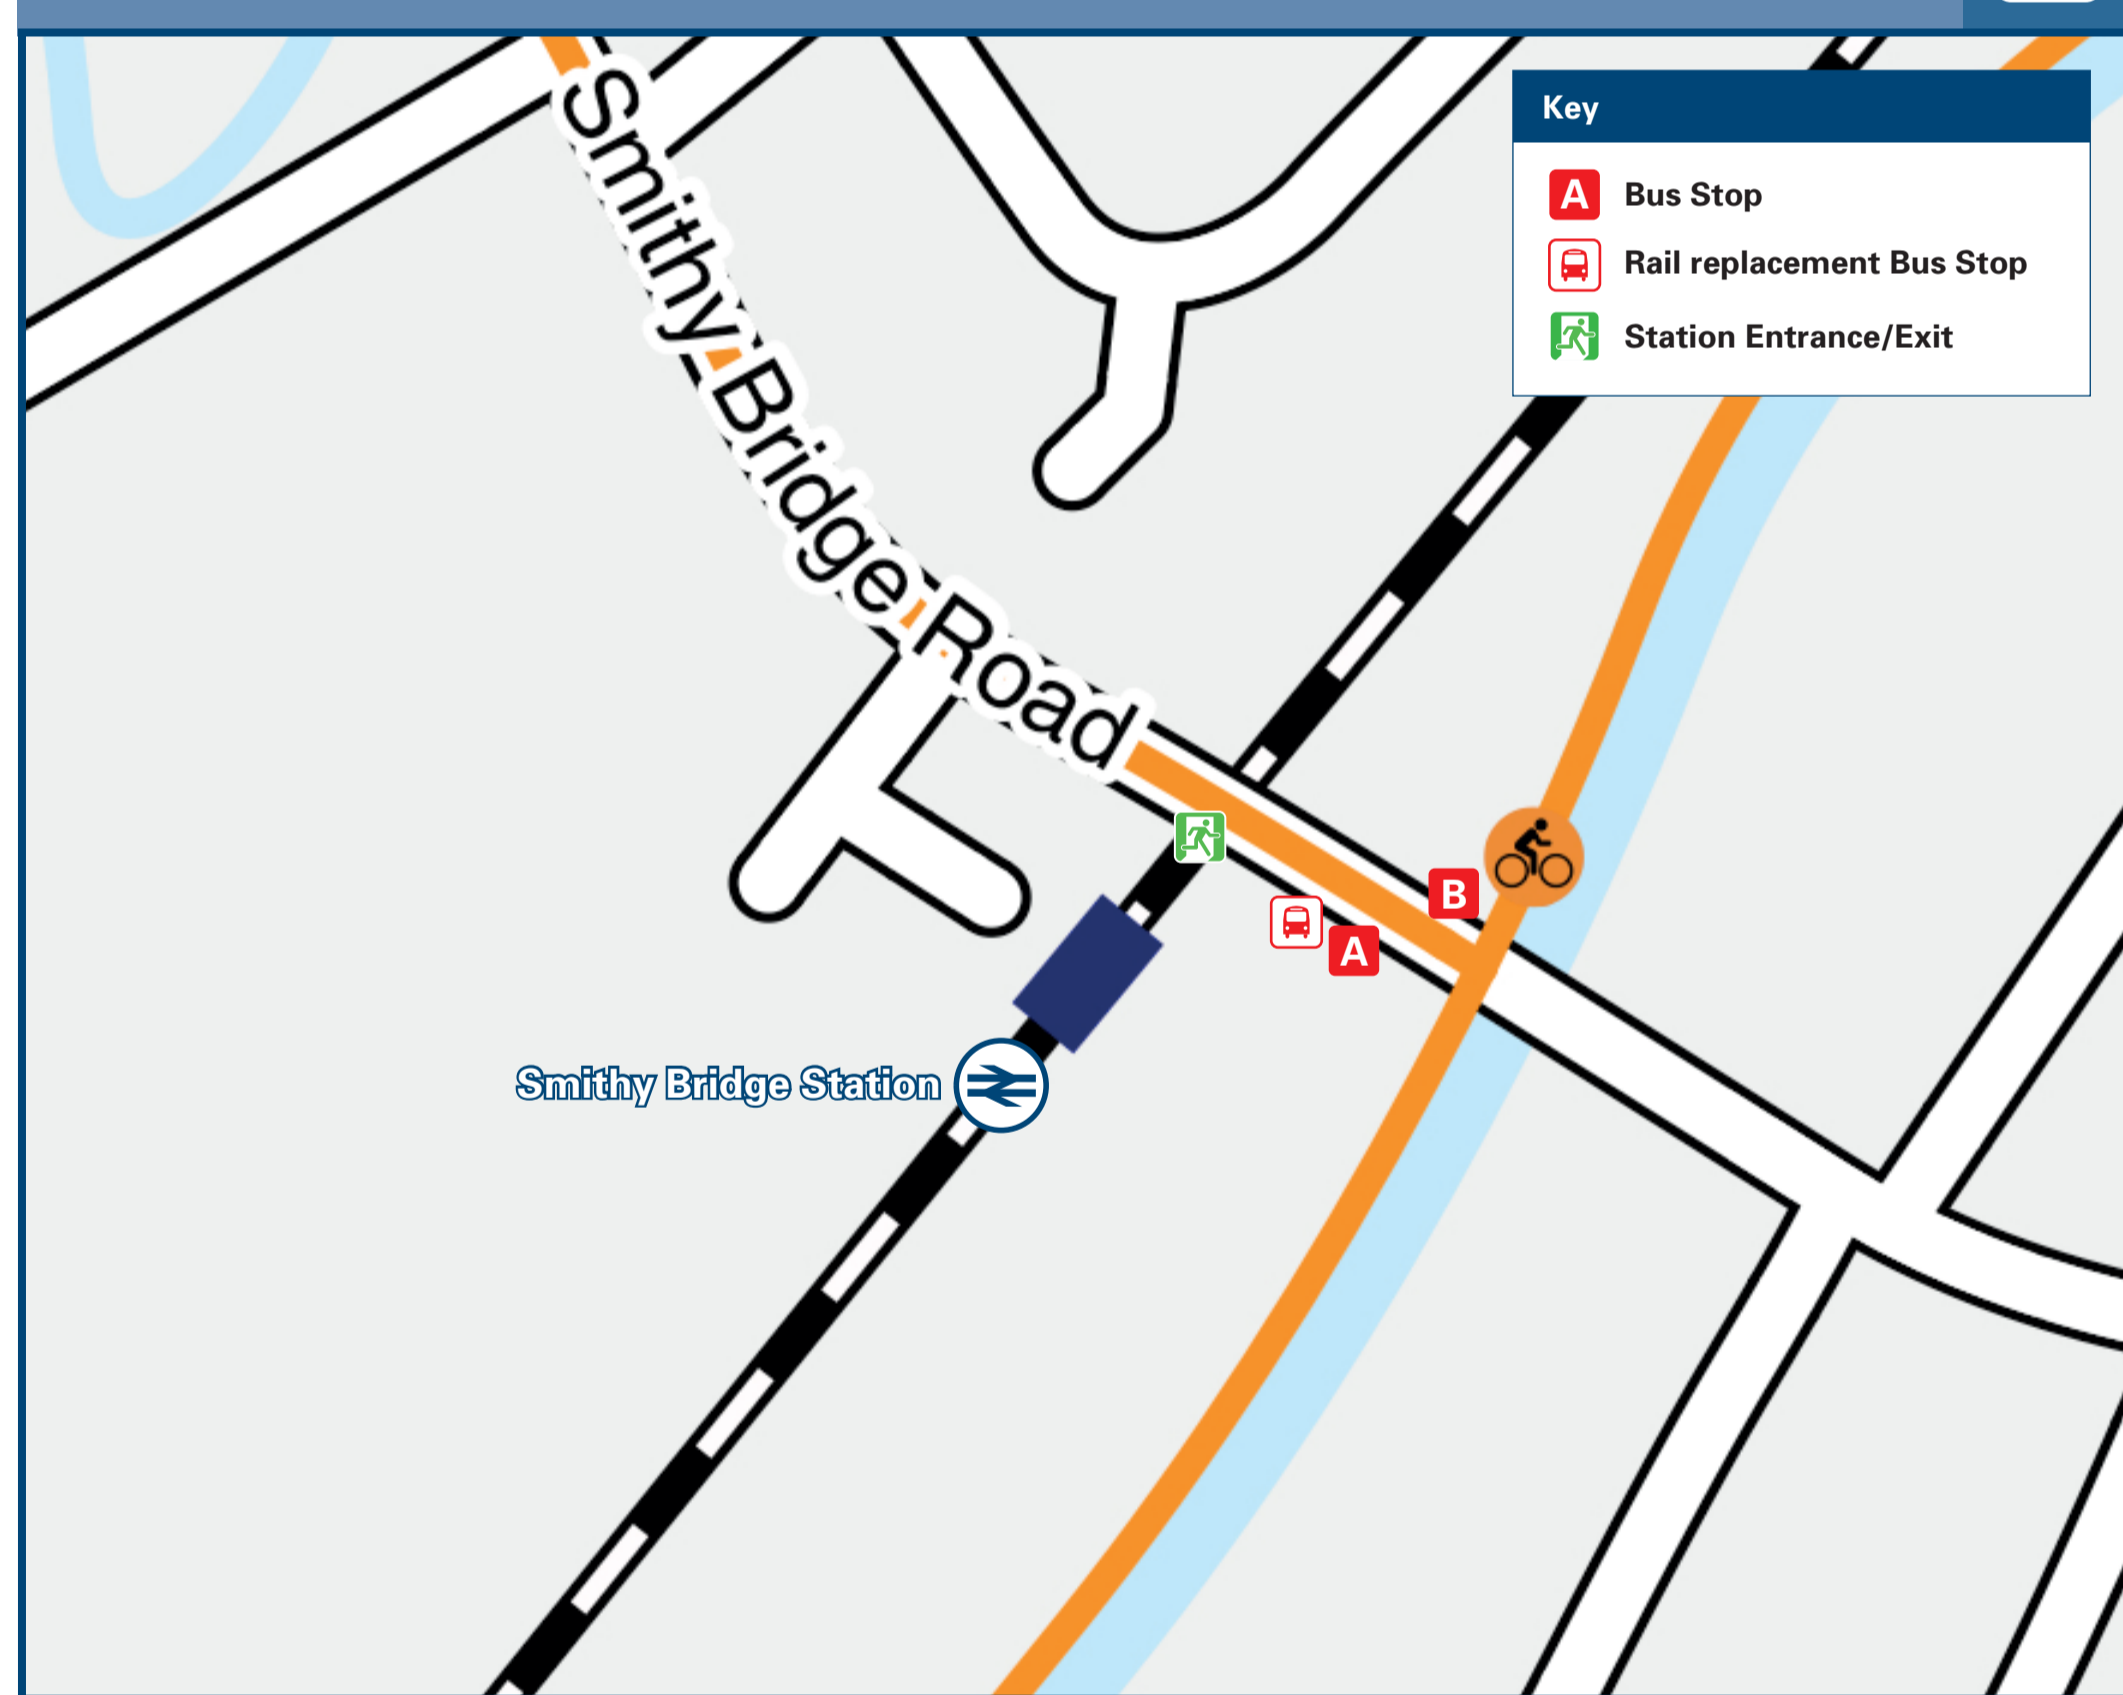 Key
A Bus Stop
Rail replacement Bus Stop
Station Entrance/Exit
Smithy Bridge Road
B
A
Smithy Bridge Station